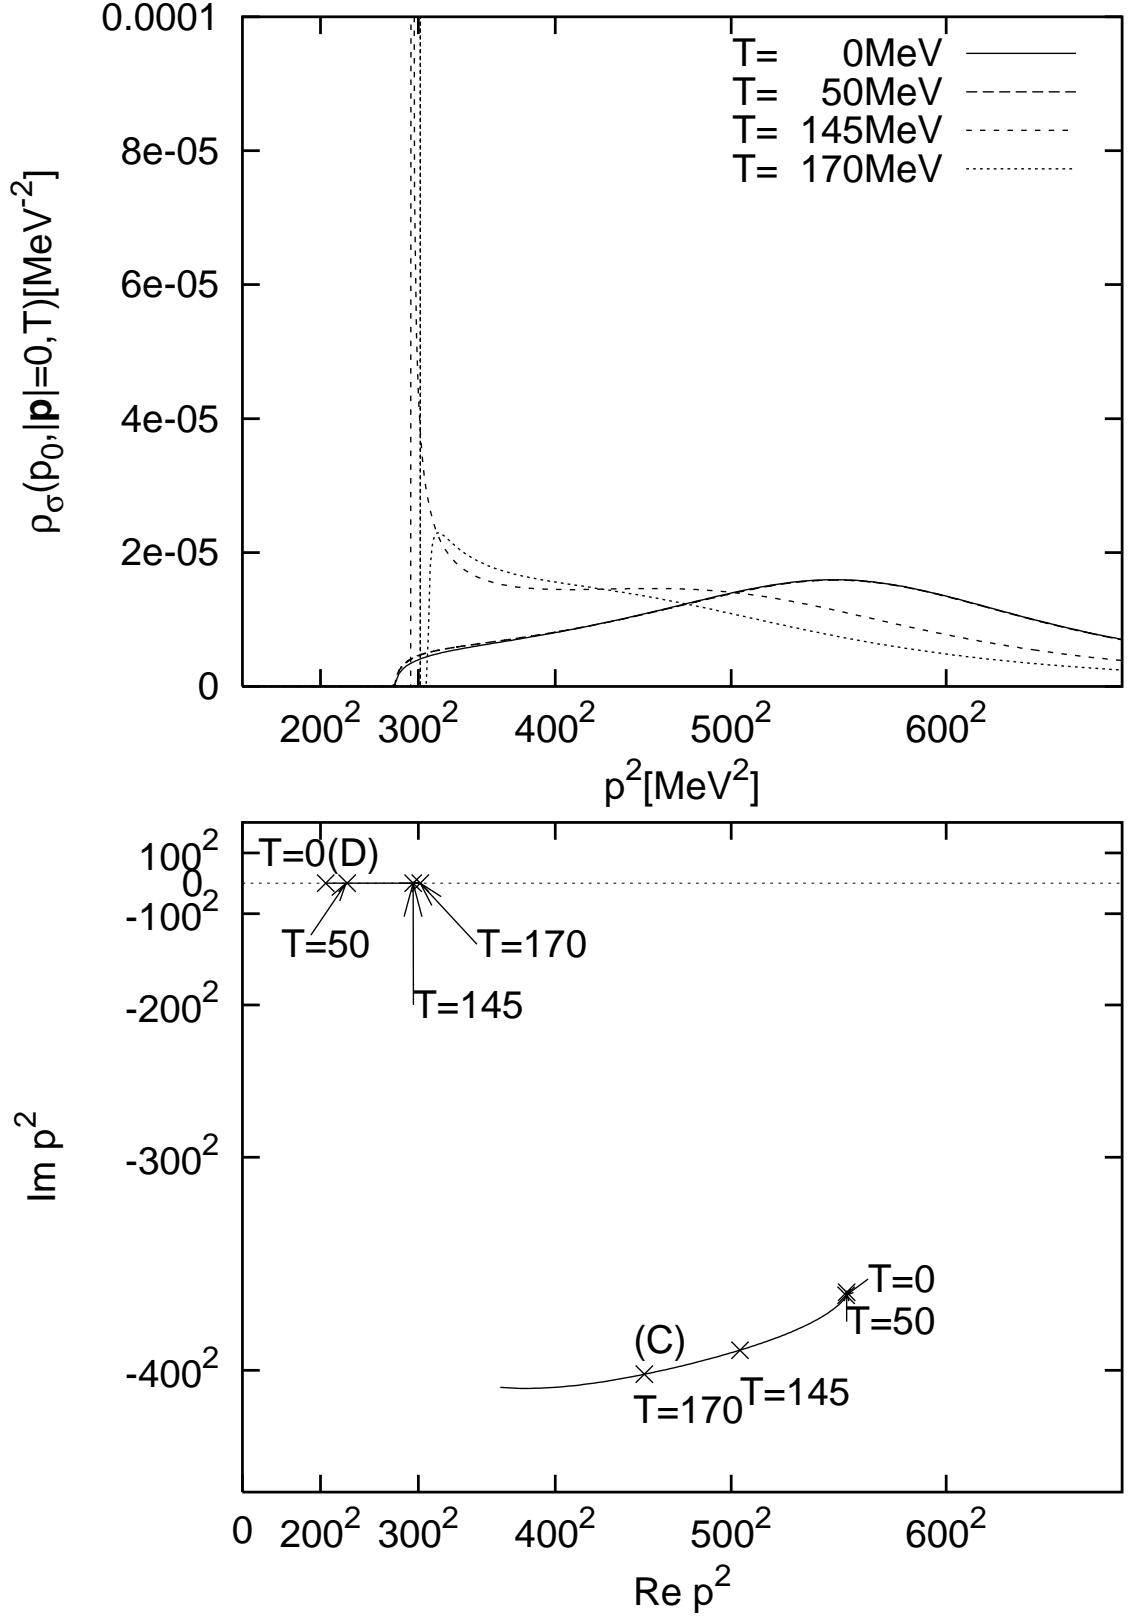 0.0001
8e-05
6e-05
4e-05
2e-05
0
ρσ(p0,|p|=0,T)[MeV⁻²]
T= 0MeV
T= 50MeV
T= 145MeV
T= 170MeV
200² 300² 400² 500² 600²
p²[MeV²]
100²
0
-100²
-200²
-300²
-400²
Im p²
T=0(D)
T=50
T=170
T=145
T=0
T=50
(C)
T=145
T=170
0 200² 300² 400² 500² 600²
Re p²